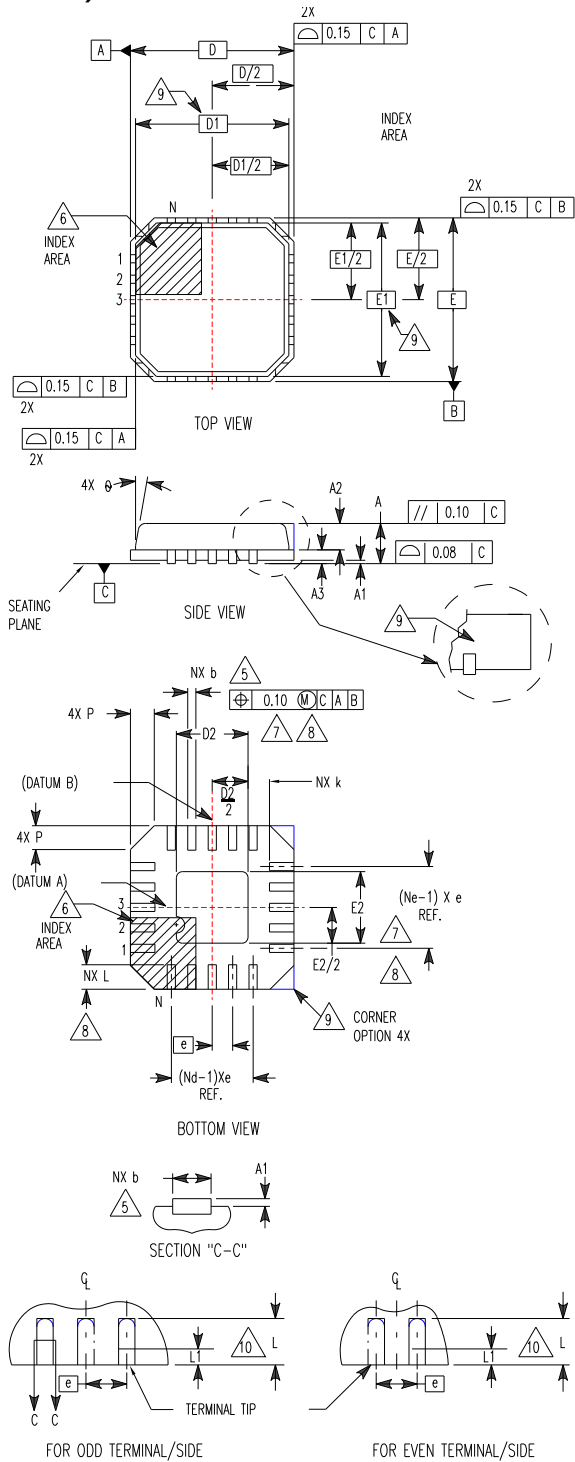 2X
⌓ 0.15 C A
A
D
D/2
9
D1
INDEX
AREA
D1/2
2X
⌓ 0.15 C B
N
6
INDEX
AREA
1
2
3
E1/2
E/2
E1
E
9
⌓ 0.15 C B
2X
B
⌓ 0.15 C A
2X
TOP VIEW
4X θ
A2
A
// 0.10 C
⌓ 0.08 C
C
A3
A1
SEATING
PLANE
SIDE VIEW
9
NX b
5
⌖ 0.10 Ⓜ C A B
4X P
D2
7
8
(DATUM B)
D2
2
NX k
4X P
(DATUM A)
3
6
INDEX
AREA
2
1
E2
(Ne-1) X e
REF.
7
E2/2
NX L
8
8
N
9
CORNER
OPTION 4X
e
(Nd-1)Xe
REF.
BOTTOM VIEW
NX b
A1
5
SECTION "C-C"
℄
℄
10
L
L1
10
L
L1
e
e
C
C
TERMINAL TIP
FOR ODD TERMINAL/SIDE
FOR EVEN TERMINAL/SIDE